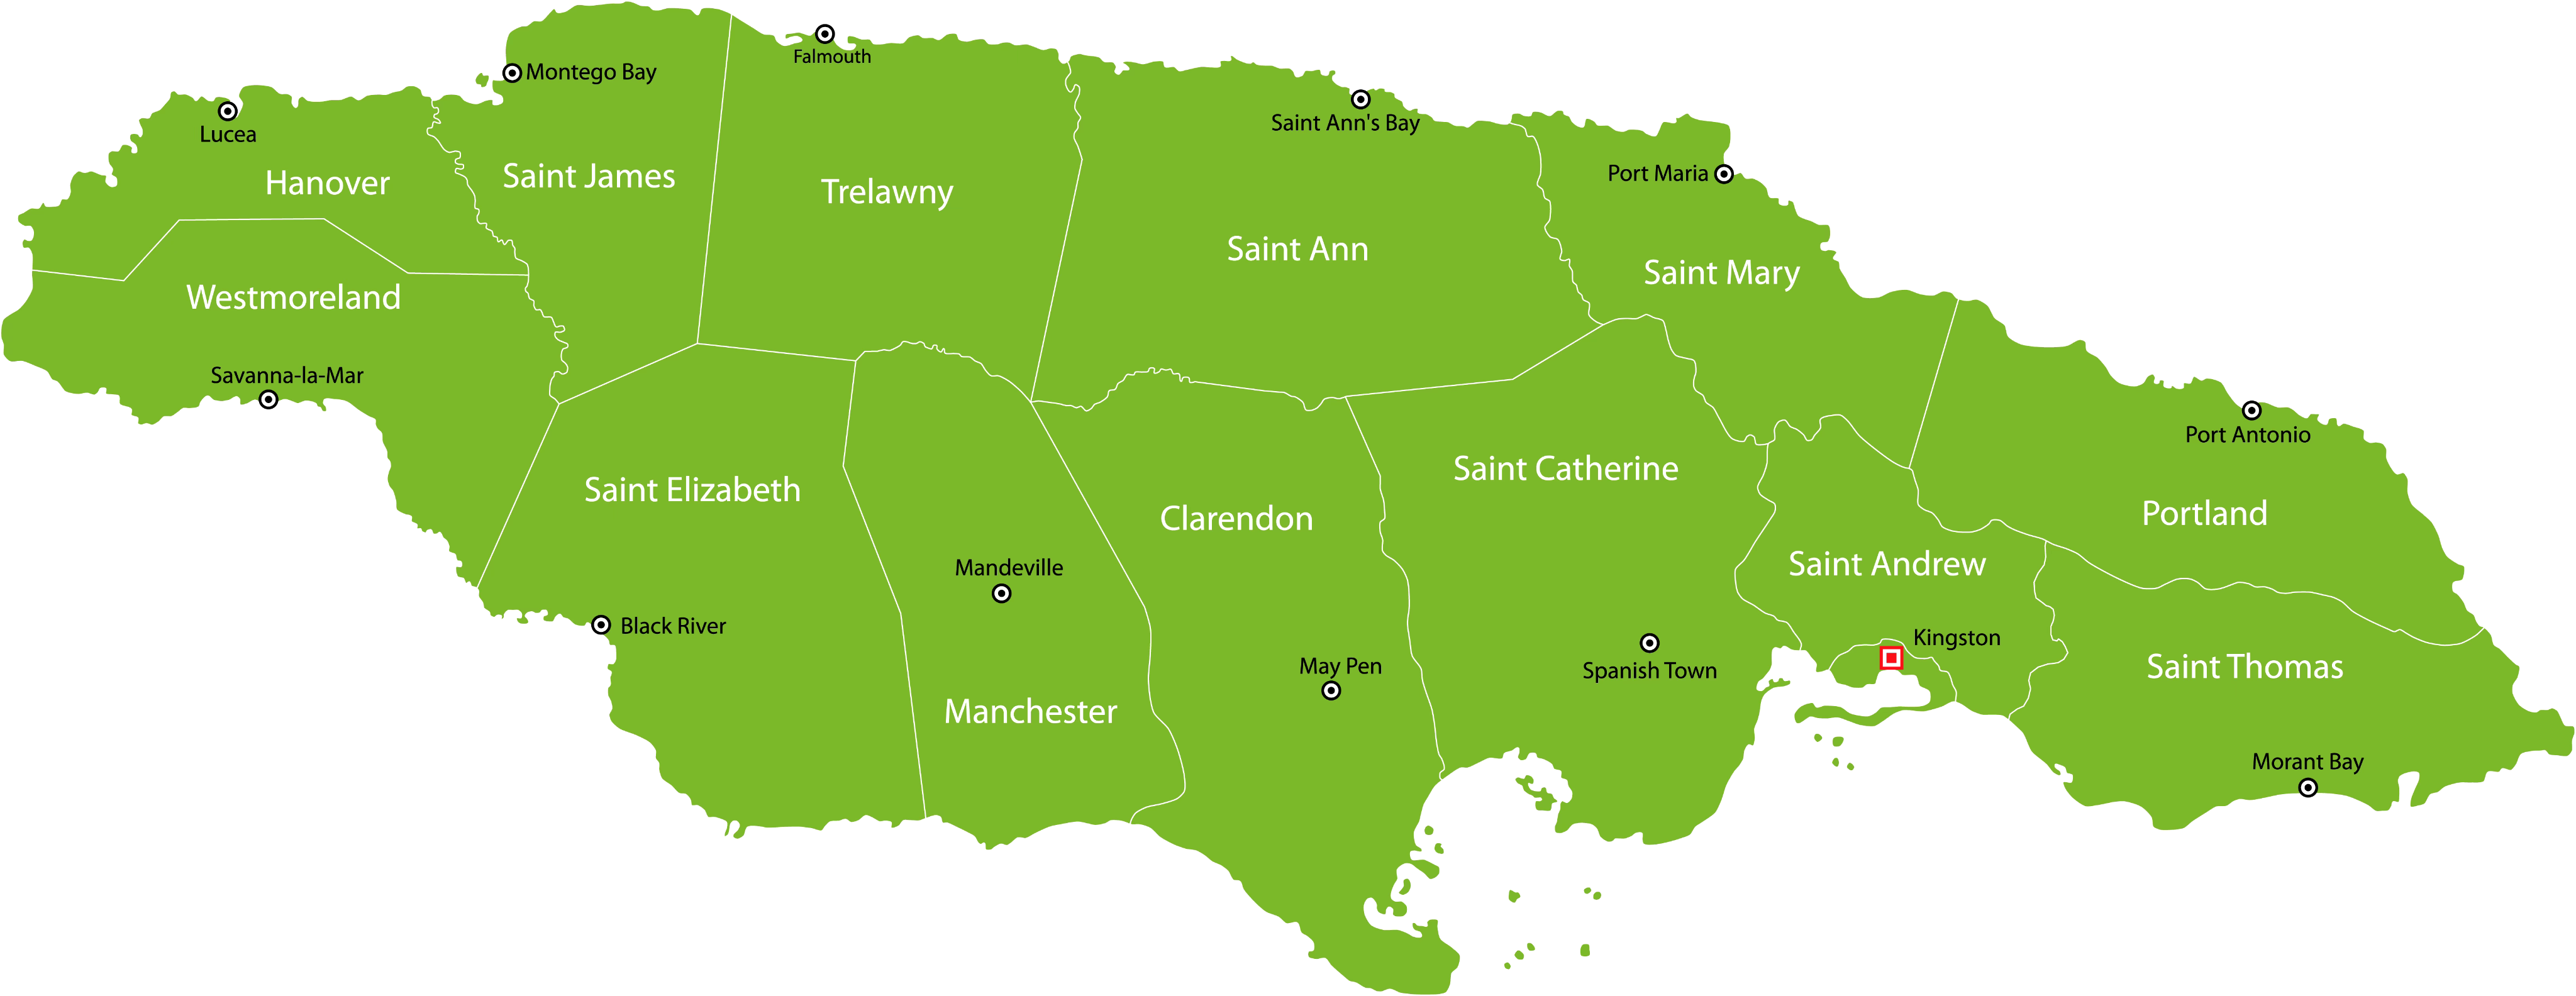 Falmouth
Montego Bay
Lucea
Saint Ann's Bay
Port Maria
Hanover
Saint James
Trelawny
Saint Ann
Saint Mary
Westmoreland
Savanna-la-Mar
Port Antonio
Saint Elizabeth
Saint Catherine
Clarendon
Portland
Mandeville
Saint Andrew
Black River
Kingston
May Pen
Spanish Town
Saint Thomas
Manchester
Morant Bay